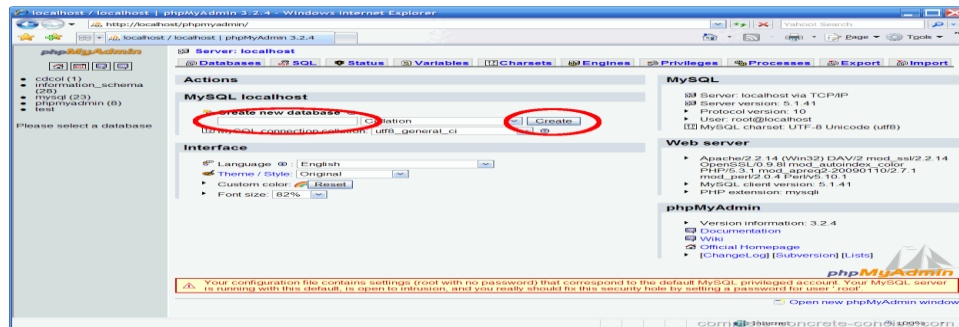 localhost / localhost | phpMyAdmin 3.2.4 - Windows Internet Explorer
http://localhost/phpmyadmin/
Yahoo! Search
localhost / localhost | phpMyAdmin 3.2.4
Page
Tools
phpMyAdmin
cdcol (1)
information_schema
(28)
mysql (23)
phpmyadmin (8)
test
Please select a database
Server: localhost
Databases
SQL
Status
Variables
Charsets
Engines
Privileges
Processes
Export
Import
Actions
MySQL localhost
Create new database
Collation
Create
MySQL connection collation: utf8_general_ci
Interface
Language : English
Theme / Style: Original
Custom color: Reset
Font size: 82%
MySQL
Server: localhost via TCP/IP
Server version: 5.1.41
Protocol version: 10
User: root@localhost
MySQL charset: UTF-8 Unicode (utf8)
Web server
Apache/2.2.14 (Win32) DAV/2 mod_ssl/2.2.14
OpenSSL/0.9.8l mod_autoindex_color
PHP/5.3.1 mod_apreq2-20090110/2.7.1
mod_perl/2.0.4 Perl/v5.10.1
MySQL client version: 5.1.41
PHP extension: mysqli
phpMyAdmin
Version information: 3.2.4
Documentation
Wiki
Official Homepage
[ChangeLog] [Subversion] [Lists]
phpMyAdmin
Your configuration file contains settings (root with no password) that correspond to the default MySQL privileged account. Your MySQL server
is running with this default, is open to intrusion, and you really should fix this security hole by setting a password for user 'root'.
Open new phpMyAdmin window
Internet
100%